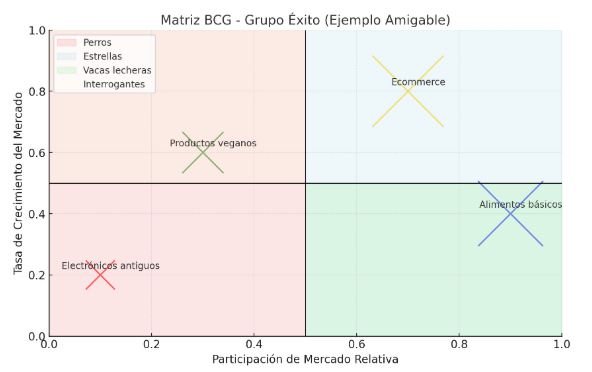 Matriz BCG - Grupo Éxito (Ejemplo Amigable)
Perros
Estrellas
Vacas lecheras
Interrogantes
Ecommerce
Productos veganos
Alimentos básicos
Electrónicos antiguos
Tasa de Crecimiento del Mercado
1.0
0.8
0.6
0.4
0.2
0.0
0.0
0.2
0.4
0.6
0.8
1.0
Participación de Mercado Relativa